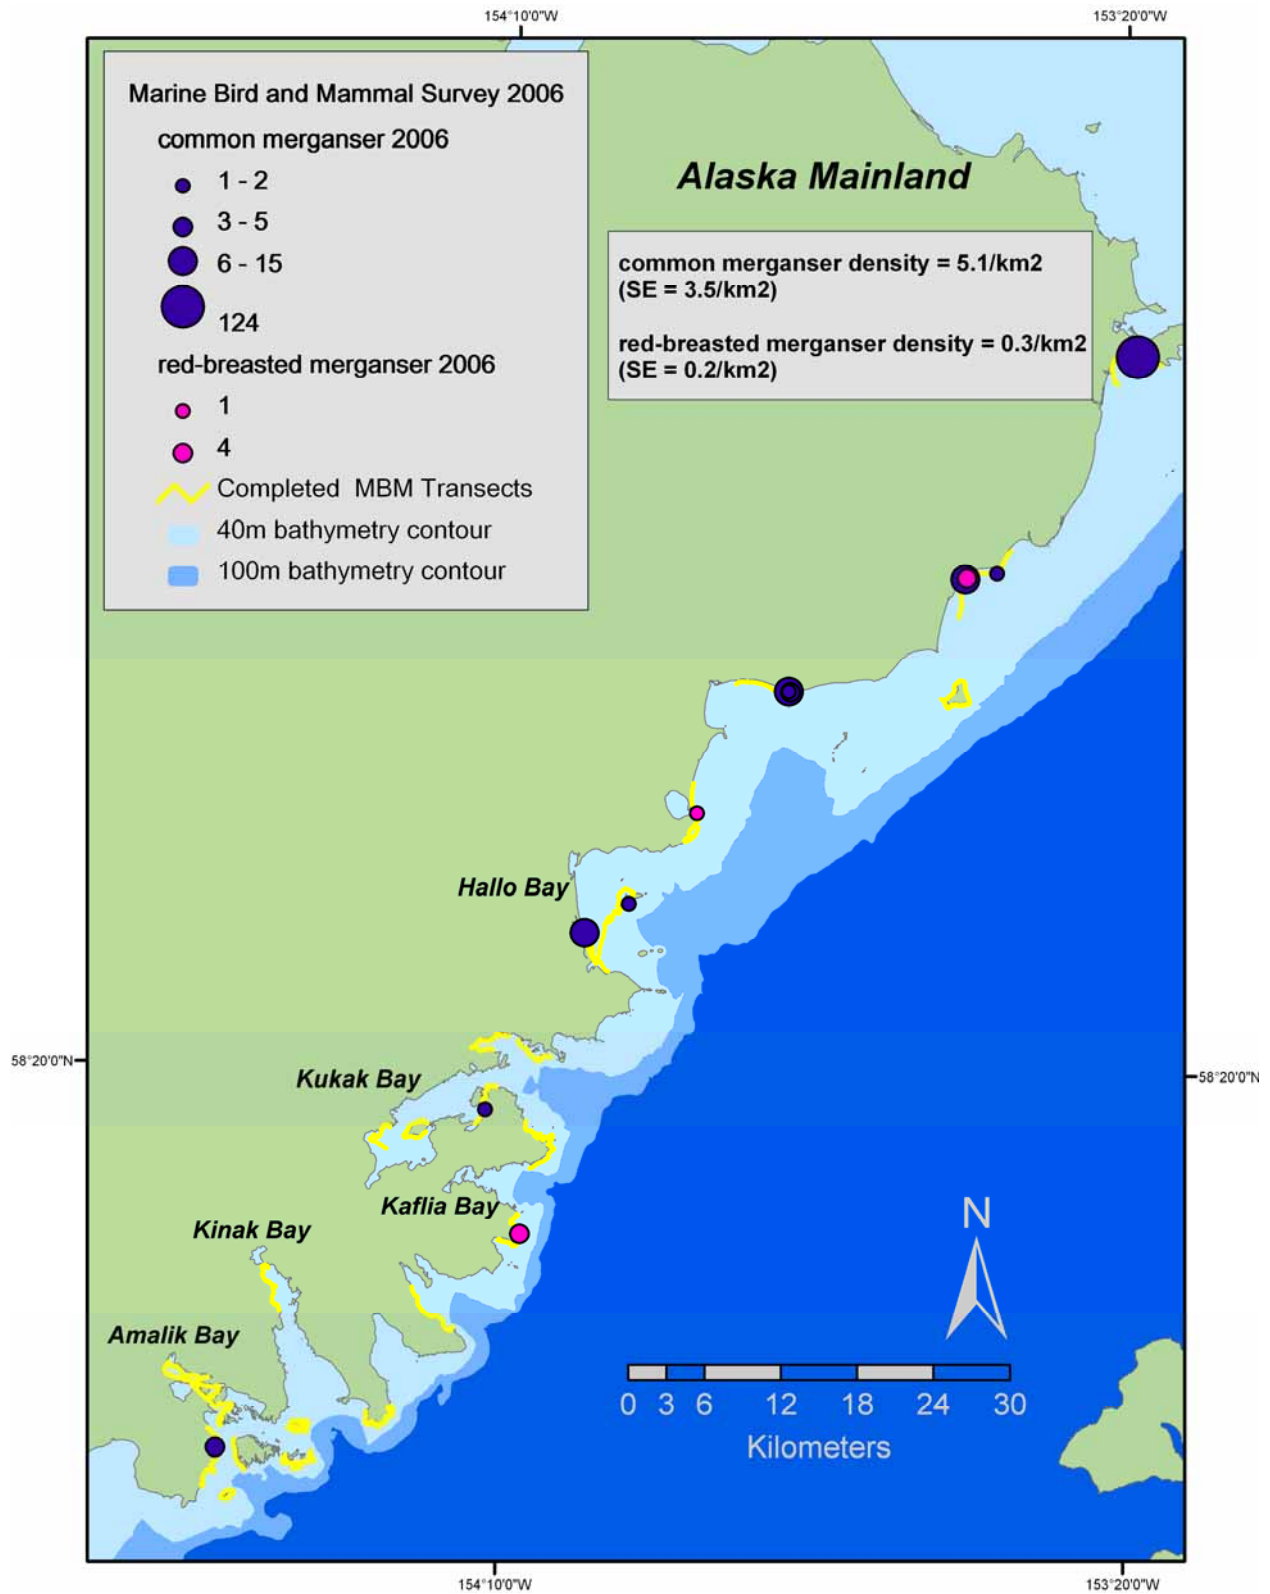 154°10'0"W
153°20'0"W
Marine Bird and Mammal Survey 2006
common merganser 2006
1 - 2
3 - 5
6 - 15
124
red-breasted merganser 2006
1
4
Completed MBM Transects
40m bathymetry contour
100m bathymetry contour
Alaska Mainland
common merganser density = 5.1/km2
(SE = 3.5/km2)
red-breasted merganser density = 0.3/km2
(SE = 0.2/km2)
Hallo Bay
58°20'0"N
58°20'0"N
Kukak Bay
Kaflia Bay
Kinak Bay
Amalik Bay
N
0 3 6 12 18 24 30
Kilometers
154°10'0"W
153°20'0"W